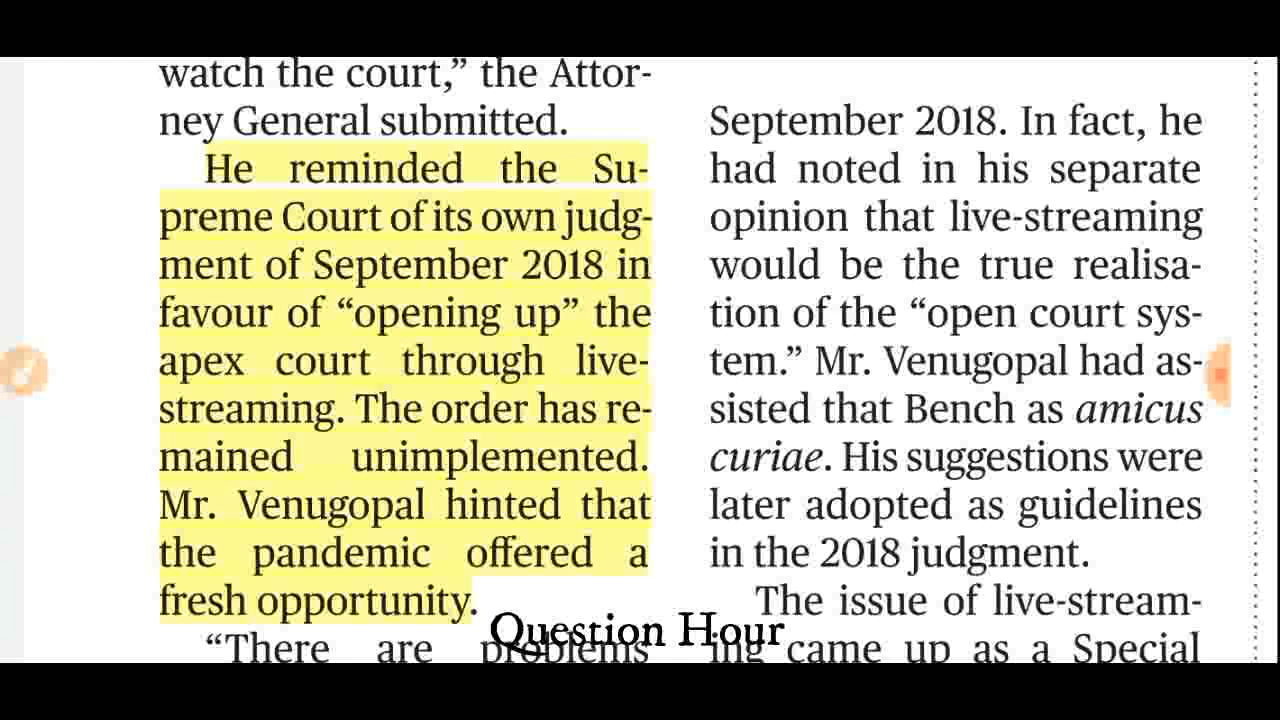 watch the court,” the Attor-
ney General submitted.
He reminded the Su-
preme Court of its own judg-
ment of September 2018 in
favour of “opening up” the
apex court through live-
streaming. The order has re-
mained unimplemented.
Mr. Venugopal hinted that
the pandemic offered a
fresh opportunity.
“There are problems
September 2018. In fact, he
had noted in his separate
opinion that live-streaming
would be the true realisa-
tion of the “open court sys-
tem.” Mr. Venugopal had as-
sisted that Bench as amicus
curiae. His suggestions were
later adopted as guidelines
in the 2018 judgment.
The issue of live-stream-
ing came up as a Special
Question Hour